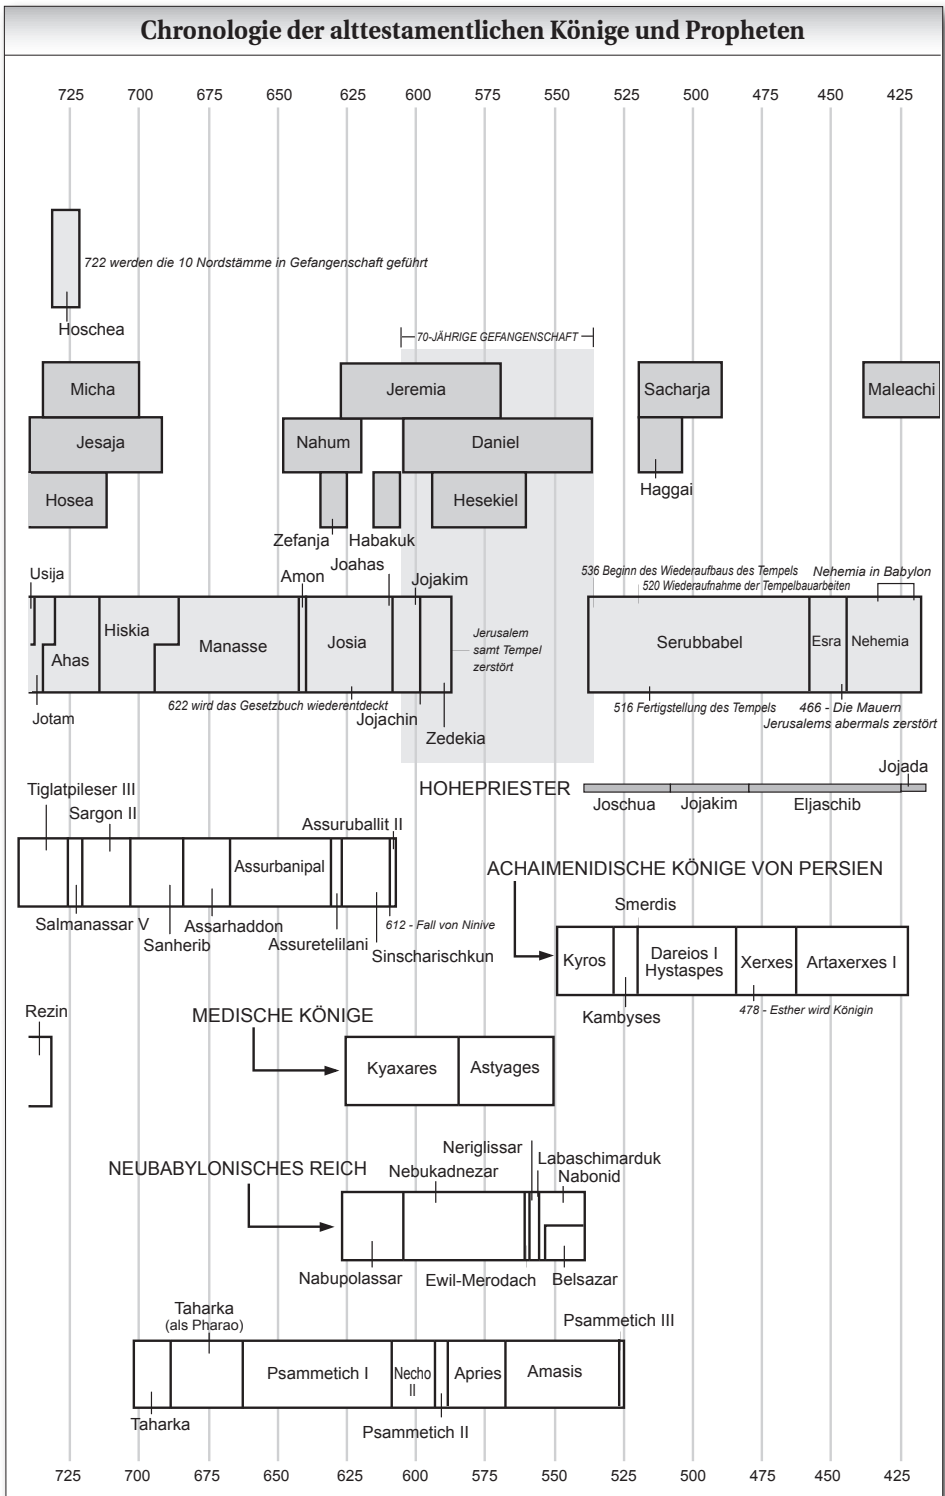 Chronologie der alttestamentlichen Könige und Propheten
725 700 675 650 625 600 575 550 525 500 475 450 425
722 werden die 10 Nordstämme in Gefangenschaft geführt
Hoschea
70-JÄHRIGE GEFANGENSCHAFT
Micha Jeremia Sacharja Maleachi
Jesaja Nahum Daniel
Haggai
Hosea Hesekiel
Zefanja Habakuk
Usija Amon Joahas Jojakim
536 Beginn des Wiederaufbaus des Tempels Nehemia in Babylon
520 Wiederaufnahme der Tempelbauarbeiten
Ahas Hiskia Manasse Josia
Jerusalem
samt Tempel
zerstört
Serubbabel Esra Nehemia
Jotam
622 wird das Gesetzbuch wiederentdeckt
Jojachin
Zedekia
516 Fertigstellung des Tempels
466 - Die Mauern
Jerusalems abermals zerstört
HOHEPRIESTER
Jojada
Joschua Jojakim Eljaschib
Tiglatpileser III
Sargon II
Assuruballit II
Assurbanipal
Salmanassar V
Sanherib
Assarhaddon
Assuretelilani
612 - Fall von Ninive
Sinscharischkun
ACHAIMENIDISCHE KÖNIGE VON PERSIEN
Smerdis
Kyros
Dareios I
Hystaspes
Xerxes Artaxerxes I
Kambyses
478 - Esther wird Königin
Rezin
MEDISCHE KÖNIGE
Kyaxares Astyages
NEUBABYLONISCHES REICH
Neriglissar
Nebukadnezar
Labaschimarduk
Nabonid
Nabupolassar Ewil-Merodach Belsazar
Taharka
(als Pharao)
Psammetich III
Psammetich I
Necho
II
Apries Amasis
Taharka
Psammetich II
725 700 675 650 625 600 575 550 525 500 475 450 425